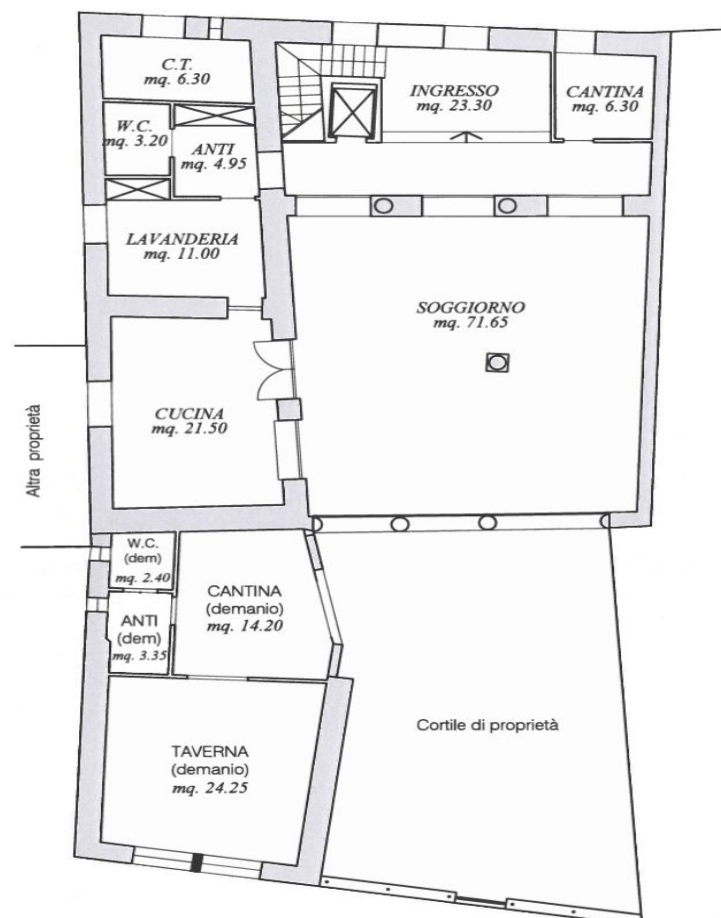 C.T.
mq. 6.30
INGRESSO
mq. 23.30
CANTINA
mq. 6.30
W.C.
mq. 3.20
ANTI
mq. 4.95
LAVANDERIA
mq. 11.00
SOGGIORNO
mq. 71.65
CUCINA
mq. 21.50
Altra proprietà
W.C.
(dem)
mq. 2.40
CANTINA
(demanio)
mq. 14.20
ANTI
(dem)
mq. 3.35
Cortile di proprietà
TAVERNA
(demanio)
mq. 24.25